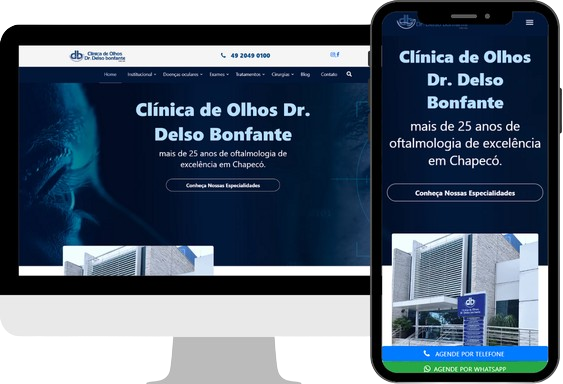 db
Clínica de Olhos
Dr. Delso Bonfante
49 2049 0100
Home Institucional Doenças oculares Exames Tratamentos Cirurgias Blog Contato
Clínica de Olhos Dr.
Delso Bonfante
mais de 25 anos de oftalmologia de
excelência em Chapecó.
Conheça Nossas Especialidades
Clínica de Olhos
Dr. Delso
Bonfante
mais de 25 anos de
oftalmologia de excelência
em Chapecó.
Conheça Nossas Especialidades
db
AGENDE POR TELEFONE
AGENDE POR WHATSAPP